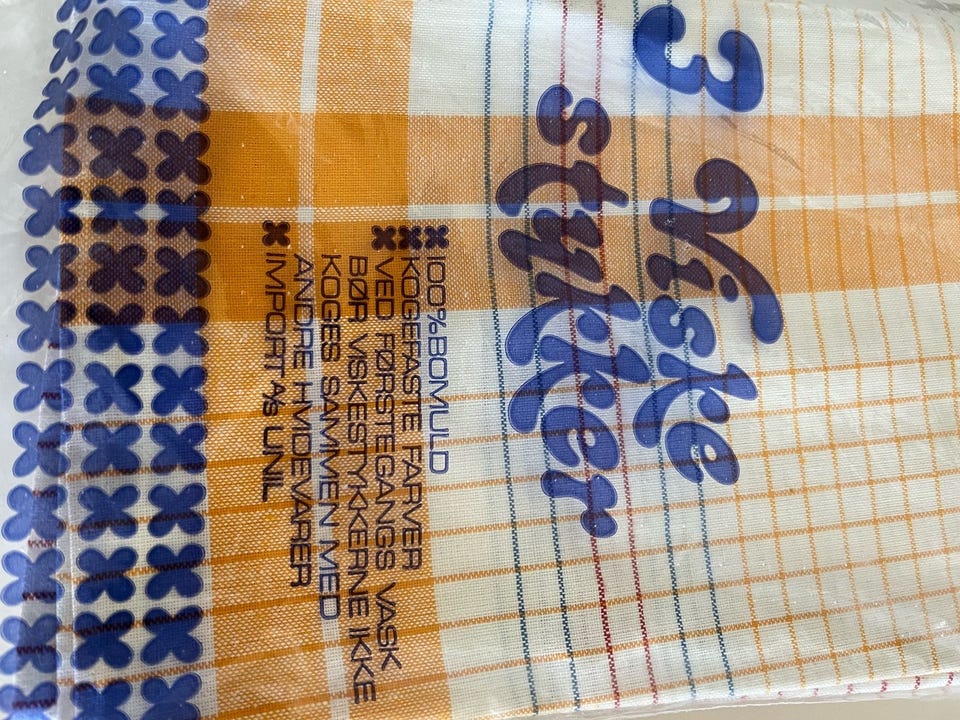 3 Viske
stykker
100% BOMULD
KOGEFASTE FARVER
VED FØRSTEGANGS VASK
BØR VISKESTYKKERNE IKKE
KOGES SAMMEN MED
ANDRE HVIDEVARER
IMPORT A/S UNIL